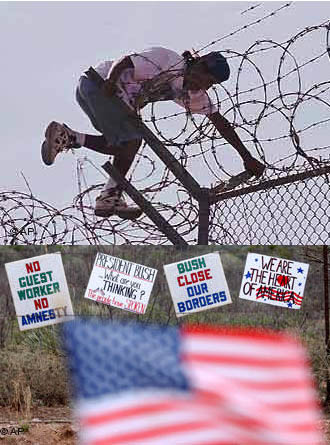 ©AP
NO
GUEST
WORKER
NO
AMNESTY
PRESIDENT BUSH
What are you
THINKING?
BUSH
CLOSE
OUR
BORDERS
WE ARE
THE HEART
OF AMERICA
©AP